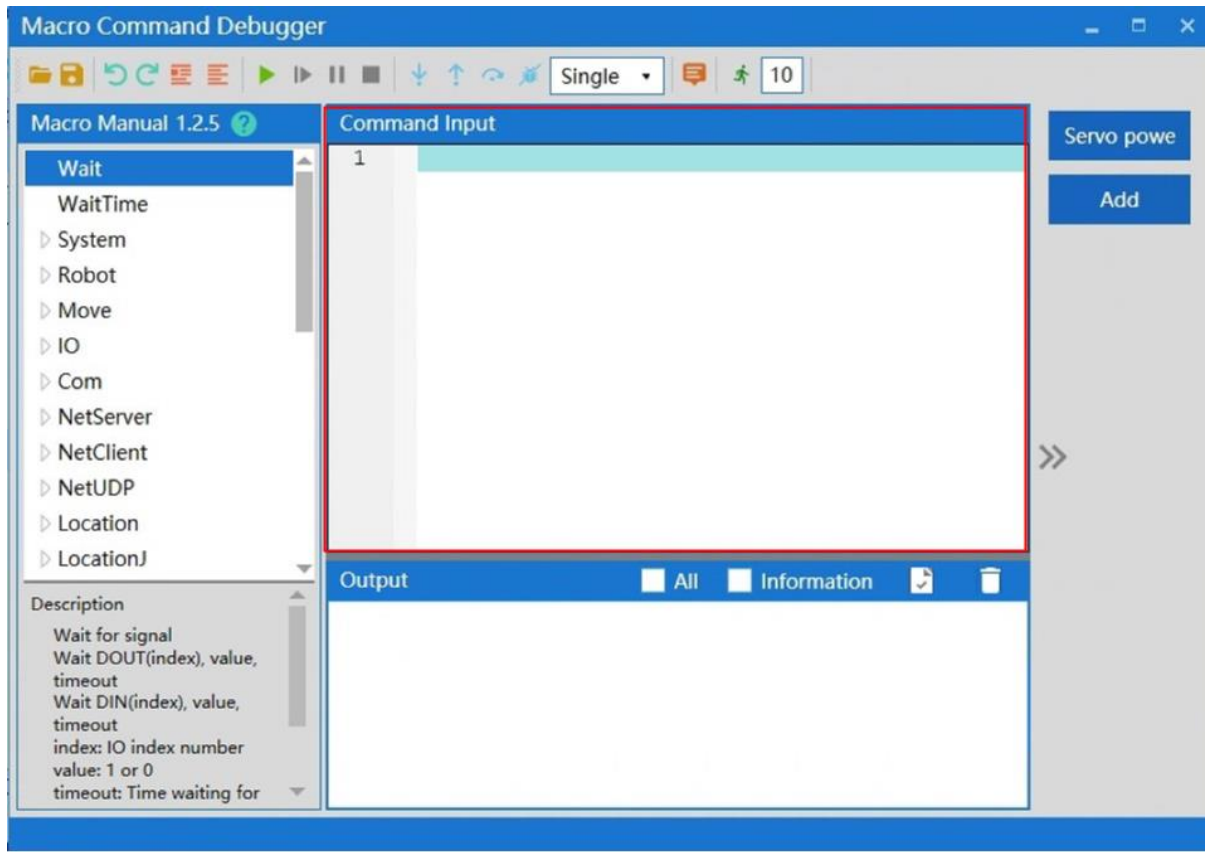 Macro Command Debugger
Single
10
Macro Manual 1.2.5 ?
Wait
WaitTime
System
Robot
Move
IO
Com
NetServer
NetClient
NetUDP
Location
LocationJ
Description
Wait for signal
Wait DOUT(index), value,
timeout
Wait DIN(index), value,
timeout
index: IO index number
value: 1 or 0
timeout: Time waiting for
Command Input
1
Output
All
Information
Servo powe
Add